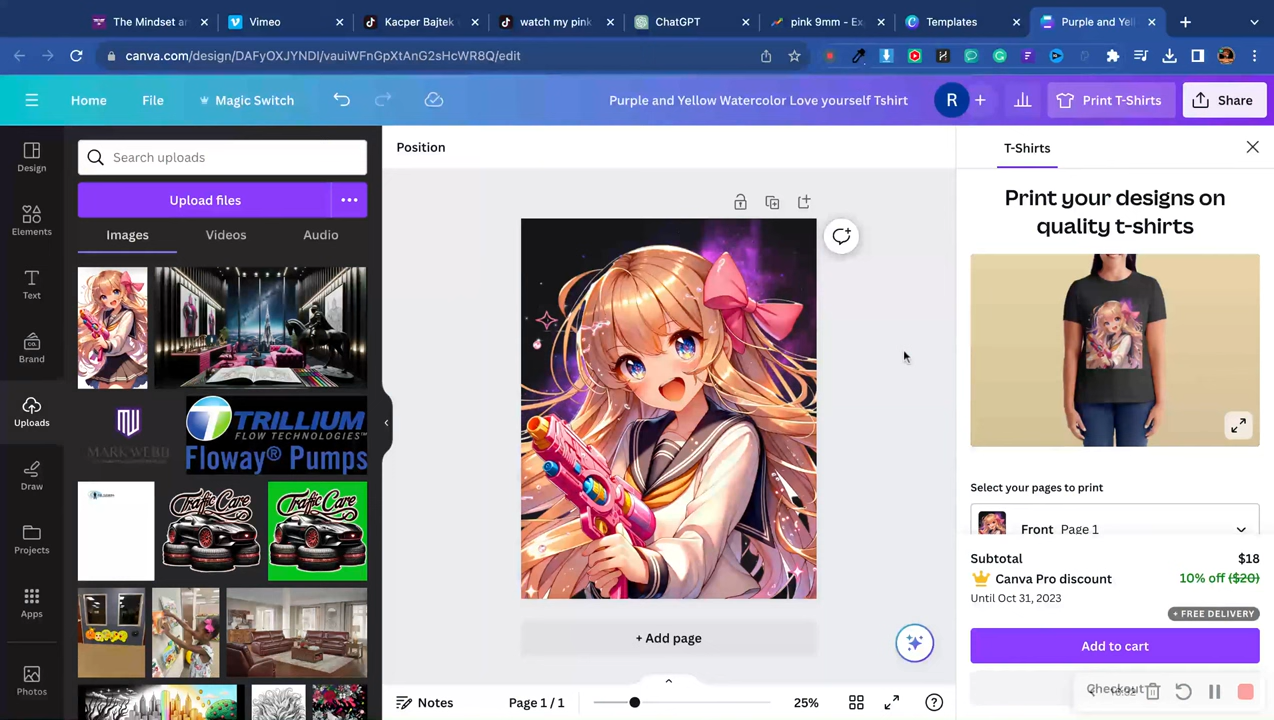 The Mindset a
Vimeo
Kacper Bajtek
watch my pink
ChatGPT
pink 9mm - Ex
Templates
Purple and Yell
canva.com/design/DAFyOXJYNDI/vauiWFnGpXtAnG2sHcWR8Q/edit
Home
File
Magic Switch
Purple and Yellow Watercolor Love yourself Tshirt
R
Print T-Shirts
Share
Design
Elements
Text
Brand
Uploads
Draw
Projects
Apps
Photos
Search uploads
Upload files
Images
Videos
Audio
MARK WEBB
TRILLIUM
FLOW TECHNOLOGIES™
Floway® Pumps
Traffic Care
Traffic Care
Position
+ Add page
Notes
Page 1 / 1
25%
T-Shirts
Print your designs on
quality t-shirts
Select your pages to print
Front Page 1
Subtotal
$18
Canva Pro discount
10% off ($20)
Until Oct 31, 2023
+ FREE DELIVERY
Add to cart
Checkout